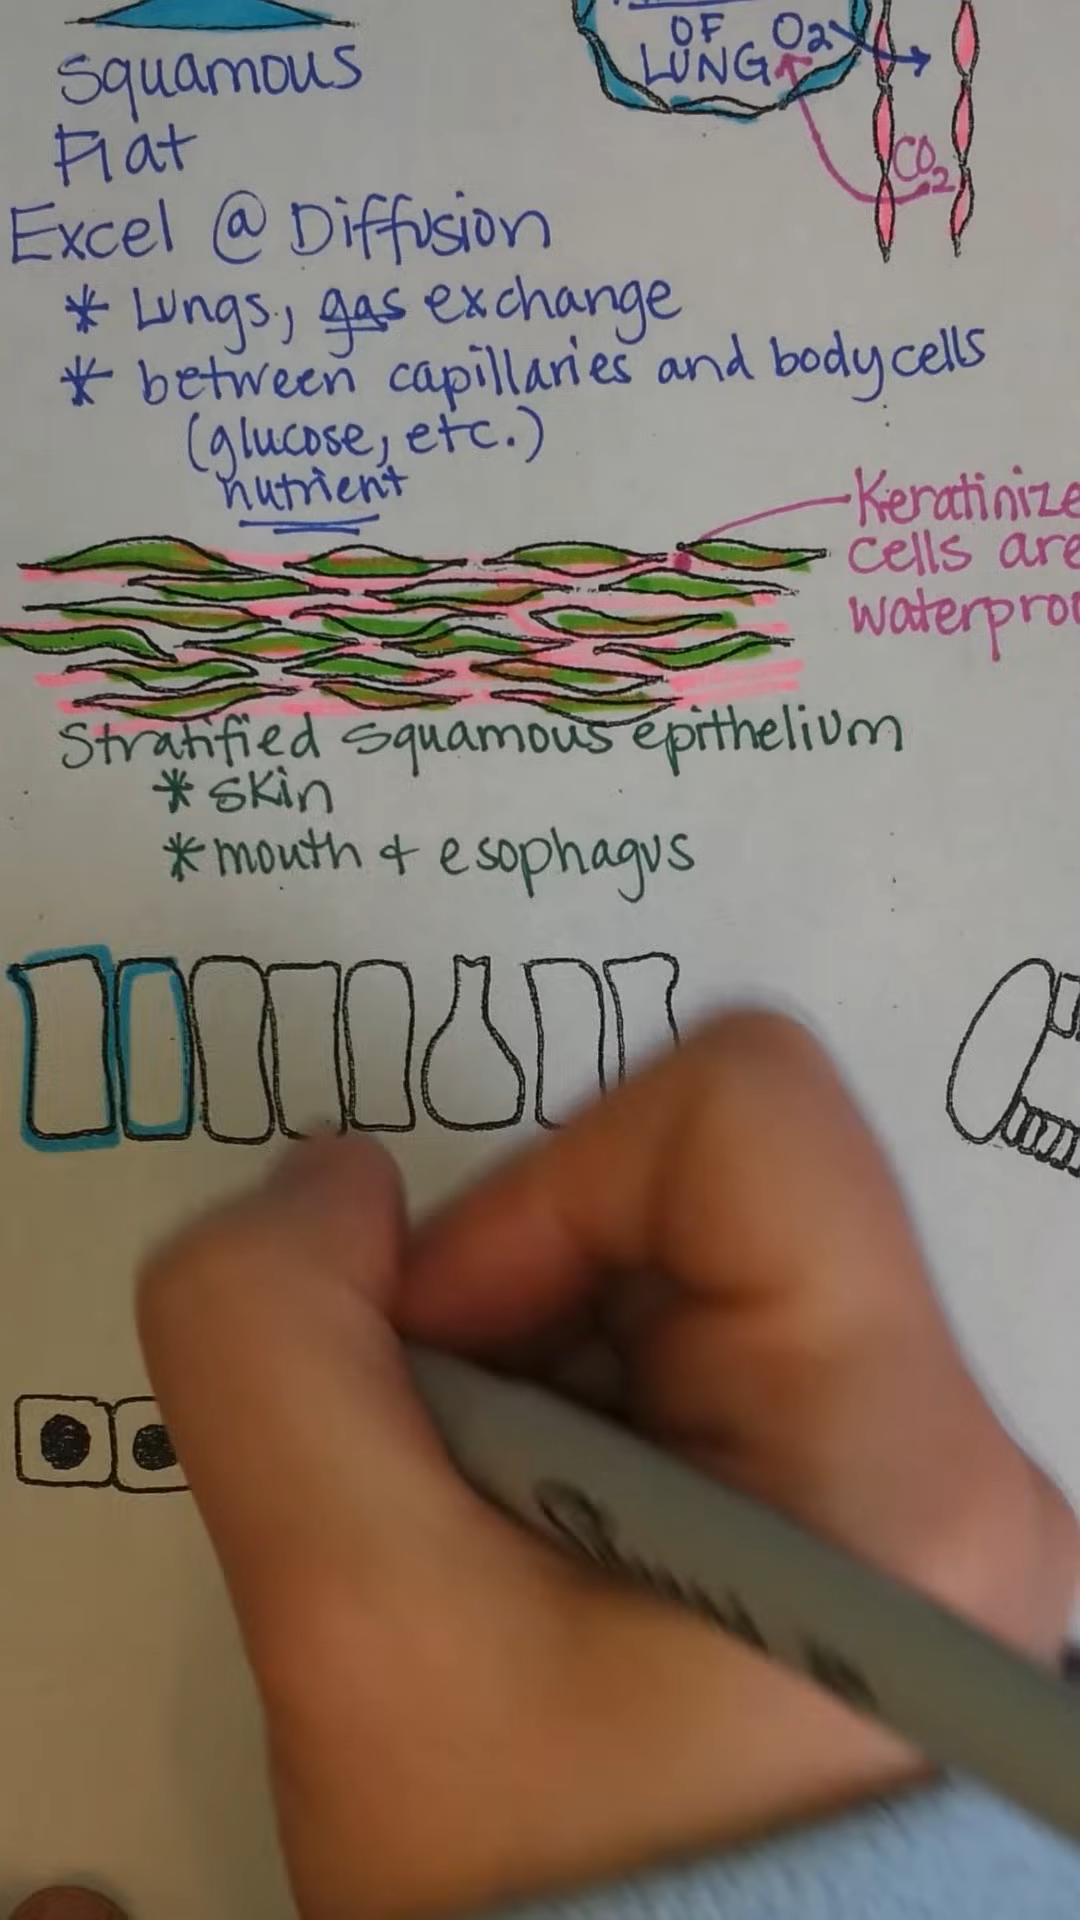 OF
LUNG O2
CO2
Squamous
Flat
Excel @ Diffusion
* Lungs, gas exchange
* between capillaries and body cells
(glucose, etc.)
nutrient
Keratinize
cells are
waterproo
Stratified squamous epithelium
* skin
* mouth & esophagus